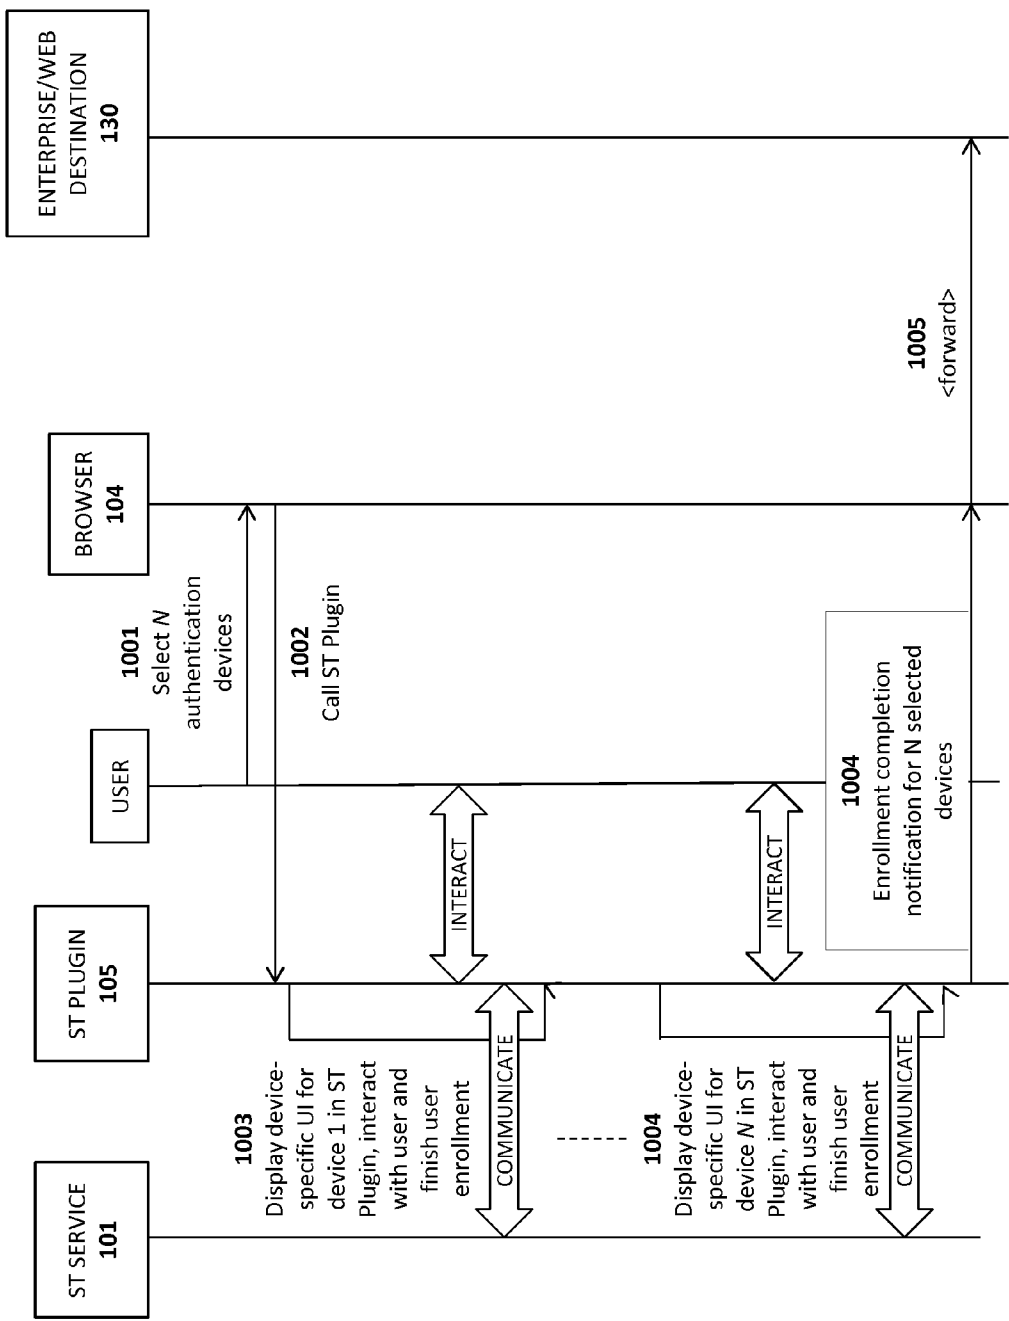 ST SERVICE
101
ST PLUGIN
105
USER
BROWSER
104
ENTERPRISE/WEB
DESTINATION
130
1001
Select N
authentication
devices
1002
Call ST Plugin
1003
Display device-
specific UI for
device 1 in ST
Plugin, interact
with user and
finish user
enrollment
INTERACT
COMMUNICATE
1004
Display device-
specific UI for
device N in ST
Plugin, interact
with user and
finish user
enrollment
INTERACT
COMMUNICATE
1004
Enrollment completion
notification for N selected
devices
1005
<forward>